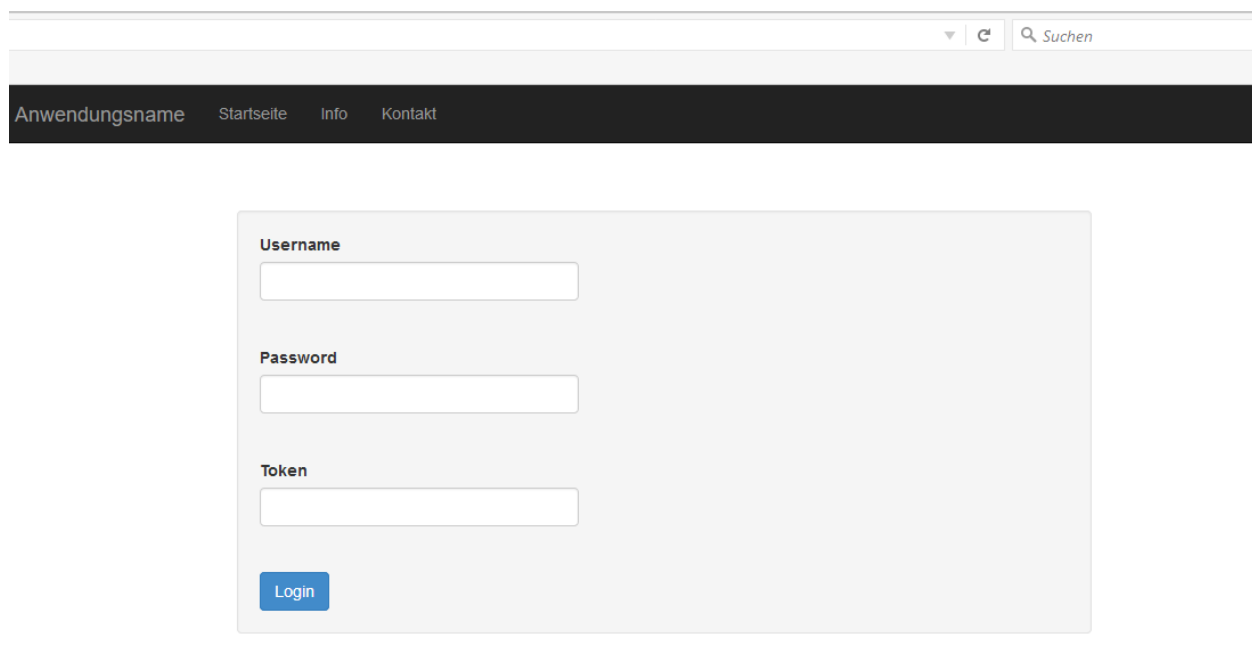 Suchen
Anwendungsname Startseite Info Kontakt
Username
Password
Token
Login